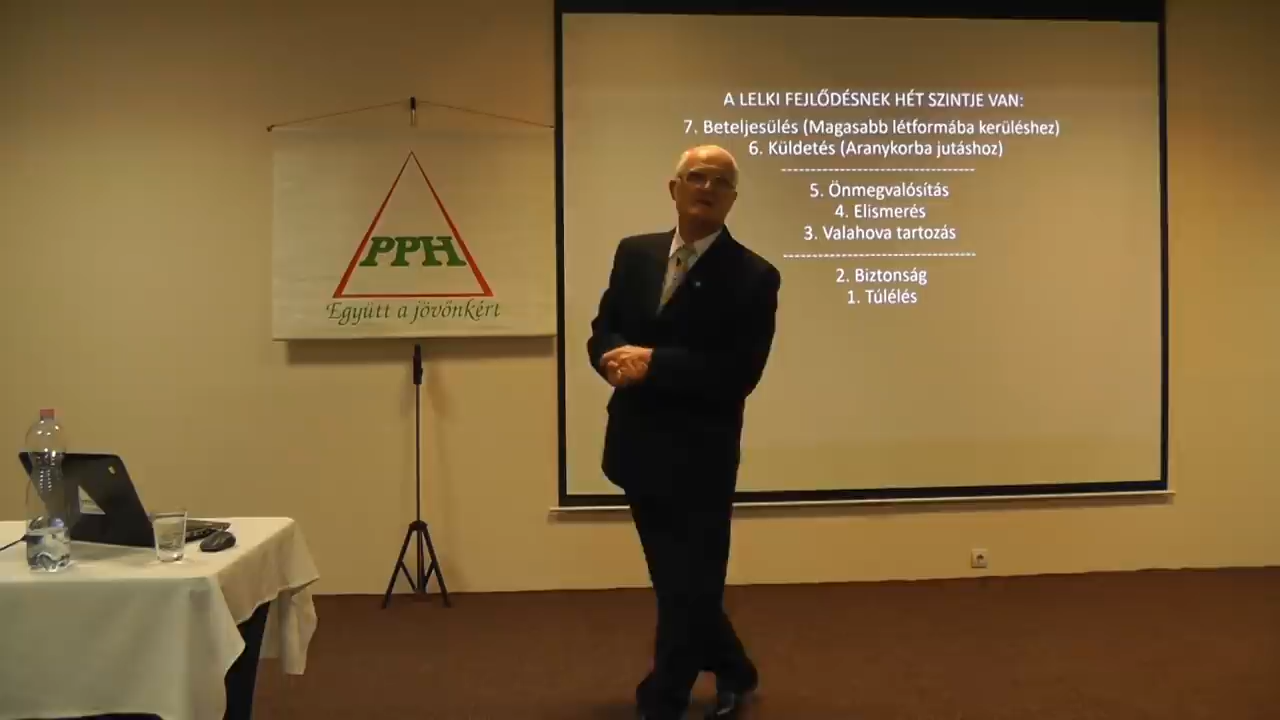 PPH
Együtt a jövőnkért
A LELKI FEJLŐDÉSNEK HÉT SZINTJE VAN:
7. Beteljesülés (Magasabb létformába kerüléshez)
6. Küldetés (Aranykorba jutáshoz)
--------------------------------
5. Önmegvalósítás
4. Elismerés
3. Valahova tartozás
--------------------------------
2. Biztonság
1. Túlélés